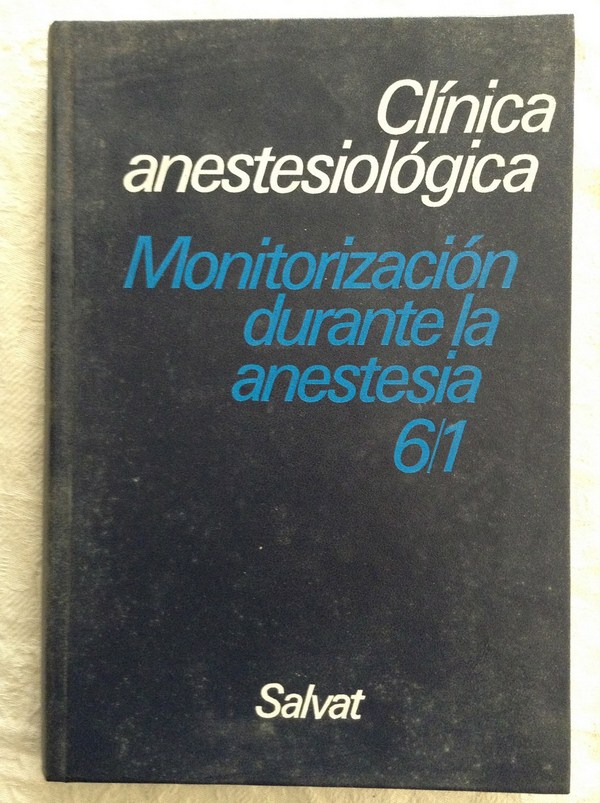 Clínica
anestesiológica
Monitorización
durante la
anestesia
6/1
Salvat